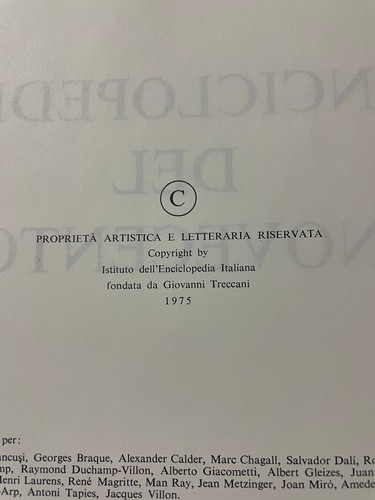 ©
PROPRIETÀ ARTISTICA E LETTERARIA RISERVATA
Copyright by
Istituto dell'Enciclopedia Italiana
fondata da Giovanni Treccani
1975
per:
Georges Braque, Alexander Calder, Marc Chagall, Salvador Dalí,
Raymond Duchamp-Villon, Alberto Giacometti, Albert Gleizes, Juan
Henri Laurens, René Magritte, Man Ray, Jean Metzinger, Joan Miró,
-Arp, Antoni Tapies, Jacques Villon.